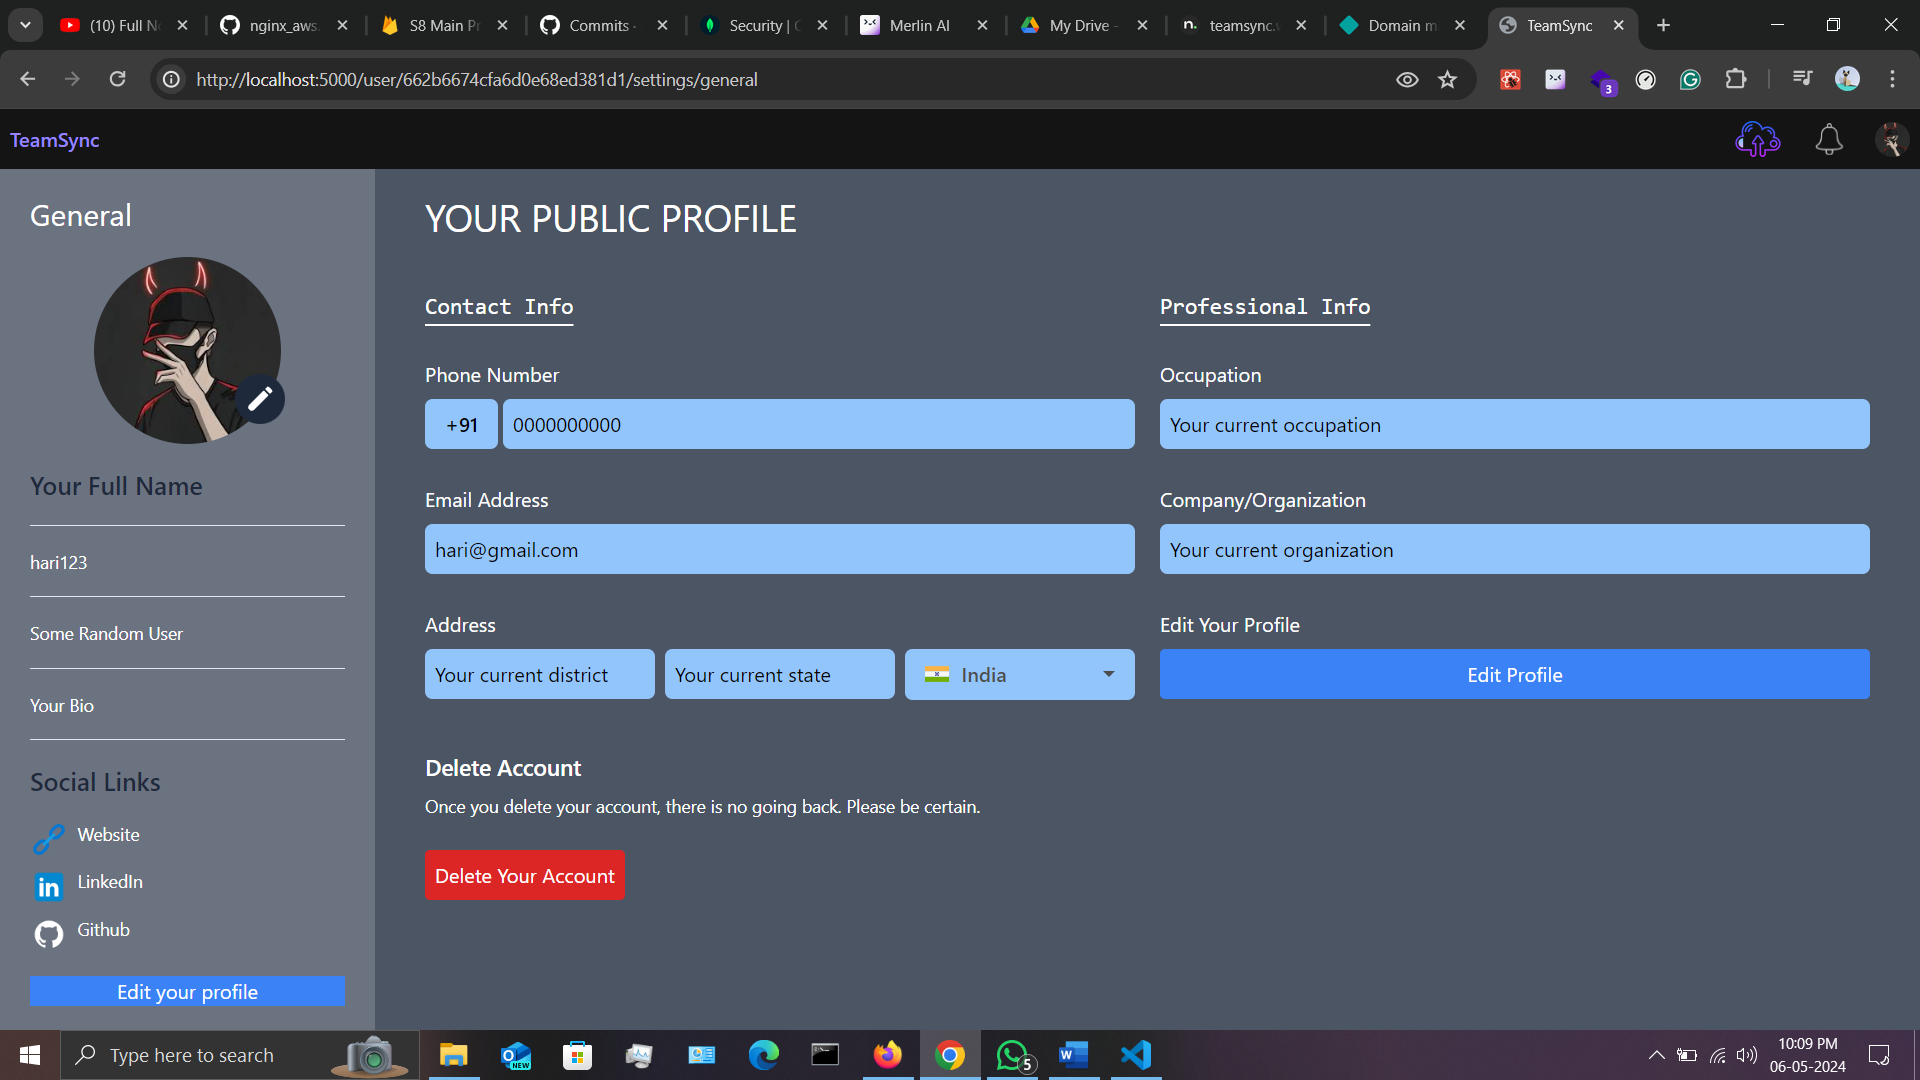 (10) Full N
nginx_aws.
S8 Main Pr
Commits ·
Security | C
Merlin AI
My Drive -
teamsync.v
Domain m
TeamSync
http://localhost:5000/user/662b6674cfa6d0e68ed381d1/settings/general
3
TeamSync
General
Your Full Name
hari123
Some Random User
Your Bio
Social Links
Website
LinkedIn
Github
Edit your profile
YOUR PUBLIC PROFILE
Contact Info
Phone Number
+91 0000000000
Email Address
hari@gmail.com
Address
Your current district Your current state India
Professional Info
Occupation
Your current occupation
Company/Organization
Your current organization
Edit Your Profile
Edit Profile
Delete Account
Once you delete your account, there is no going back. Please be certain.
Delete Your Account
Type here to search
NEW
5
10:09 PM
06-05-2024